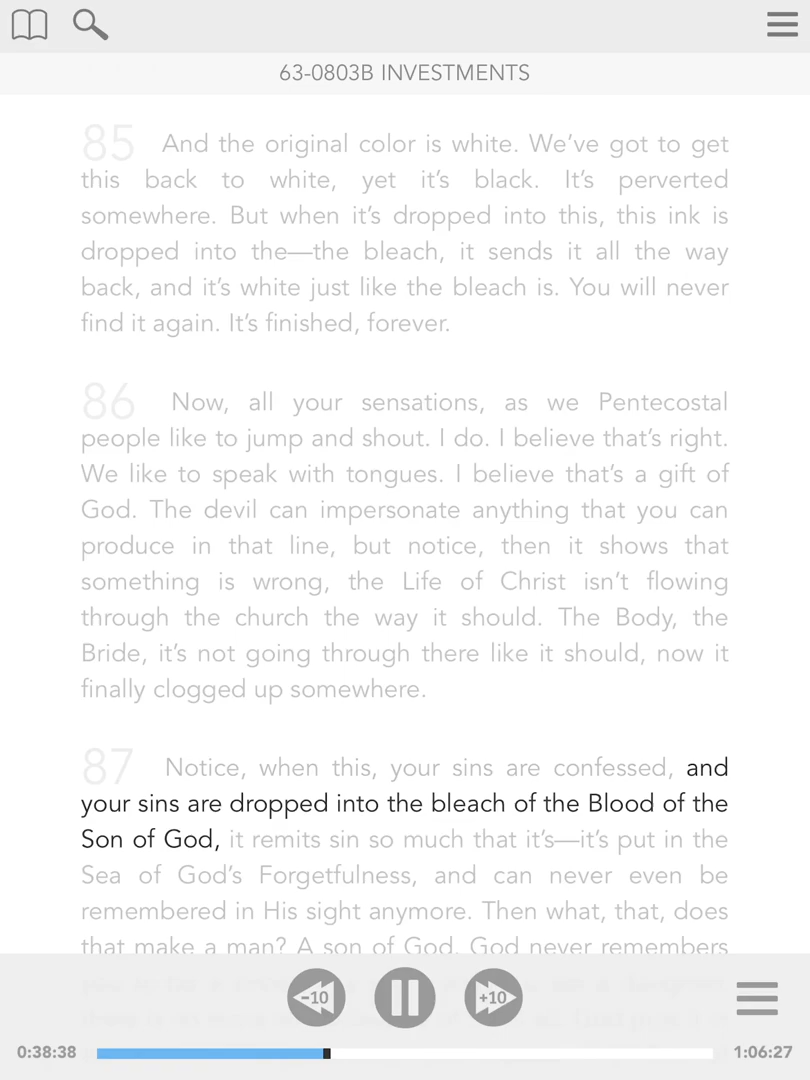 63-0803B INVESTMENTS
85 And the original color is white. We’ve got to get
this back to white, yet it’s black. It’s perverted
somewhere. But when it’s dropped into this, this ink is
dropped into the—the bleach, it sends it all the way
back, and it’s white just like the bleach is. You will never
find it again. It’s finished, forever.
86 Now, all your sensations, as we Pentecostal
people like to jump and shout. I do. I believe that’s right.
We like to speak with tongues. I believe that’s a gift of
God. The devil can impersonate anything that you can
produce in that line, but notice, then it shows that
something is wrong, the Life of Christ isn’t flowing
through the church the way it should. The Body, the
Bride, it’s not going through there like it should, now it
finally clogged up somewhere.
87 Notice, when this, your sins are confessed, and
your sins are dropped into the bleach of the Blood of the
Son of God, it remits sin so much that it’s—it’s put in the
Sea of God’s Forgetfulness, and can never even be
remembered in His sight anymore. Then what, that, does
that make a man? A son of God. God never remembers
-10 +10
0:38:38 1:06:27